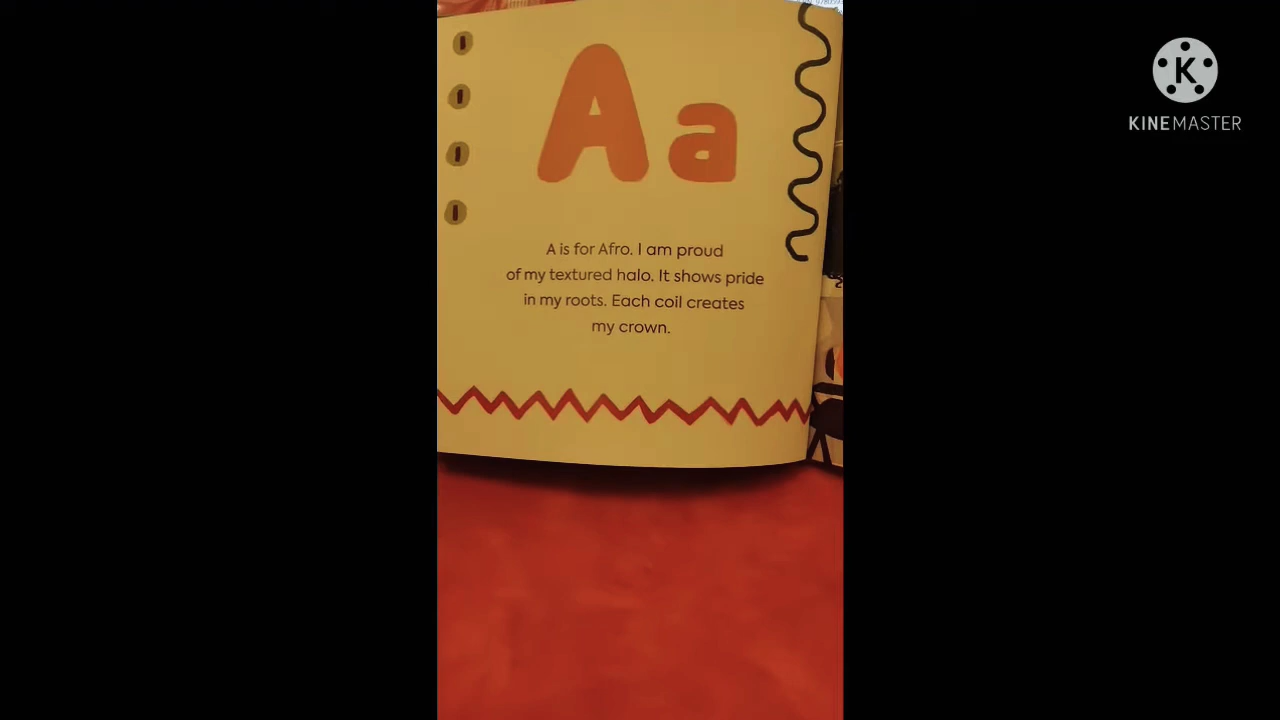 Aa
A is for Afro. I am proud
of my textured halo. It shows pride
in my roots. Each coil creates
my crown.
K
KINEMASTER